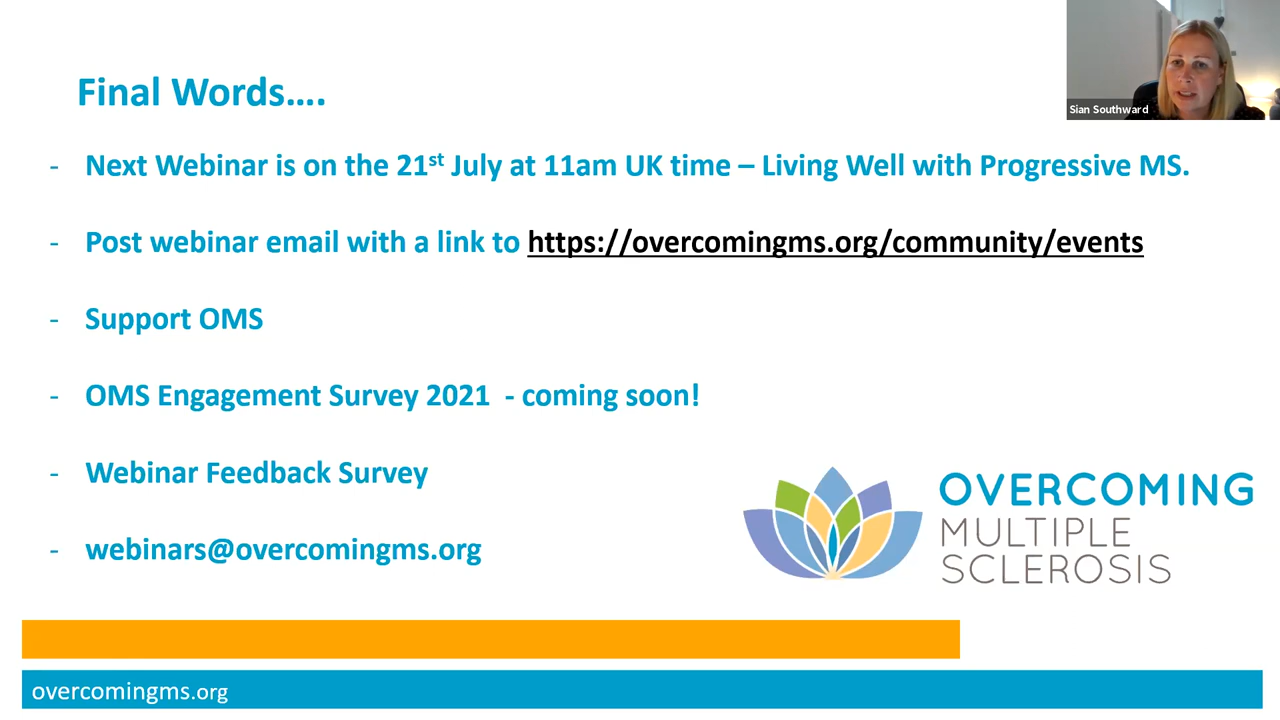 Final Words....
- Next Webinar is on the 21st July at 11am UK time – Living Well with Progressive MS.
- Post webinar email with a link to https://overcomingms.org/community/events
- Support OMS
- OMS Engagement Survey 2021 - coming soon!
- Webinar Feedback Survey
- webinars@overcomingms.org
Sian Southward
OVERCOMING
MULTIPLE
SCLEROSIS
overcomingms.org